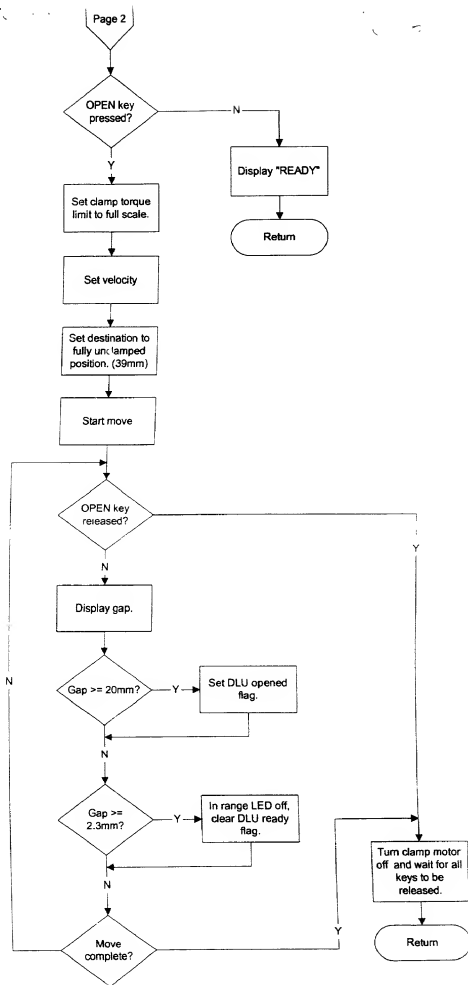 Page 2
OPEN key
pressed?
N
Y
Display "READY"
Set clamp torque
limit to full scale.
Return
Set velocity
Set destination to
fully unclamped
position. (39mm)
Start move
OPEN key
released?
Y
N
Display gap.
N
Gap >= 20mm?
Y
Set DLU opened
flag.
N
Gap >=
2.3mm?
Y
In range LED off,
clear DLU ready
flag.
N
Turn clamp motor
off and wait for all
keys to be
released.
Y
Move
complete?
Return